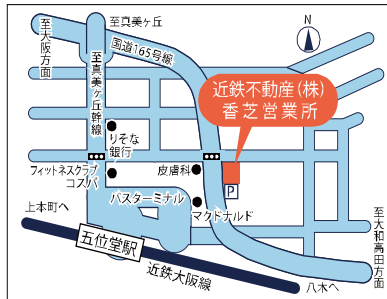 至真美ヶ丘
N
至大阪方面
国道165号線
至真美ヶ丘幹線
近鉄不動産(株)
香芝営業所
りそな
銀行
フィットネスクラブ
コスパ
皮膚科
P
バスターミナル
マクドナルド
上本町へ
五位堂駅
近鉄大阪線
八木へ
至大和高田方面